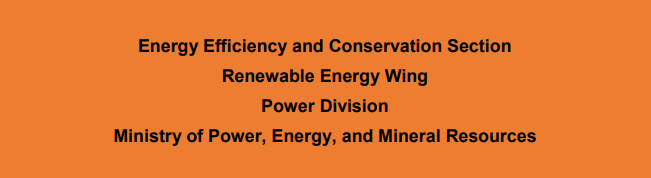 Energy Efficiency and Conservation Section
Renewable Energy Wing
Power Division
Ministry of Power, Energy, and Mineral Resources